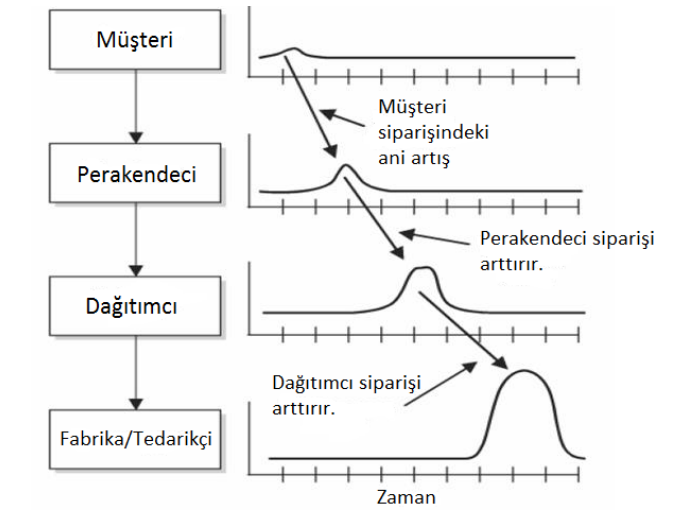 Müşteri
Müşteri
siparişindeki
ani artış
Perakendeci
Perakendeci siparişi
arttırır.
Dağıtımcı
Dağıtımcı siparişi
arttırır.
Fabrika/Tedarikçi
Zaman